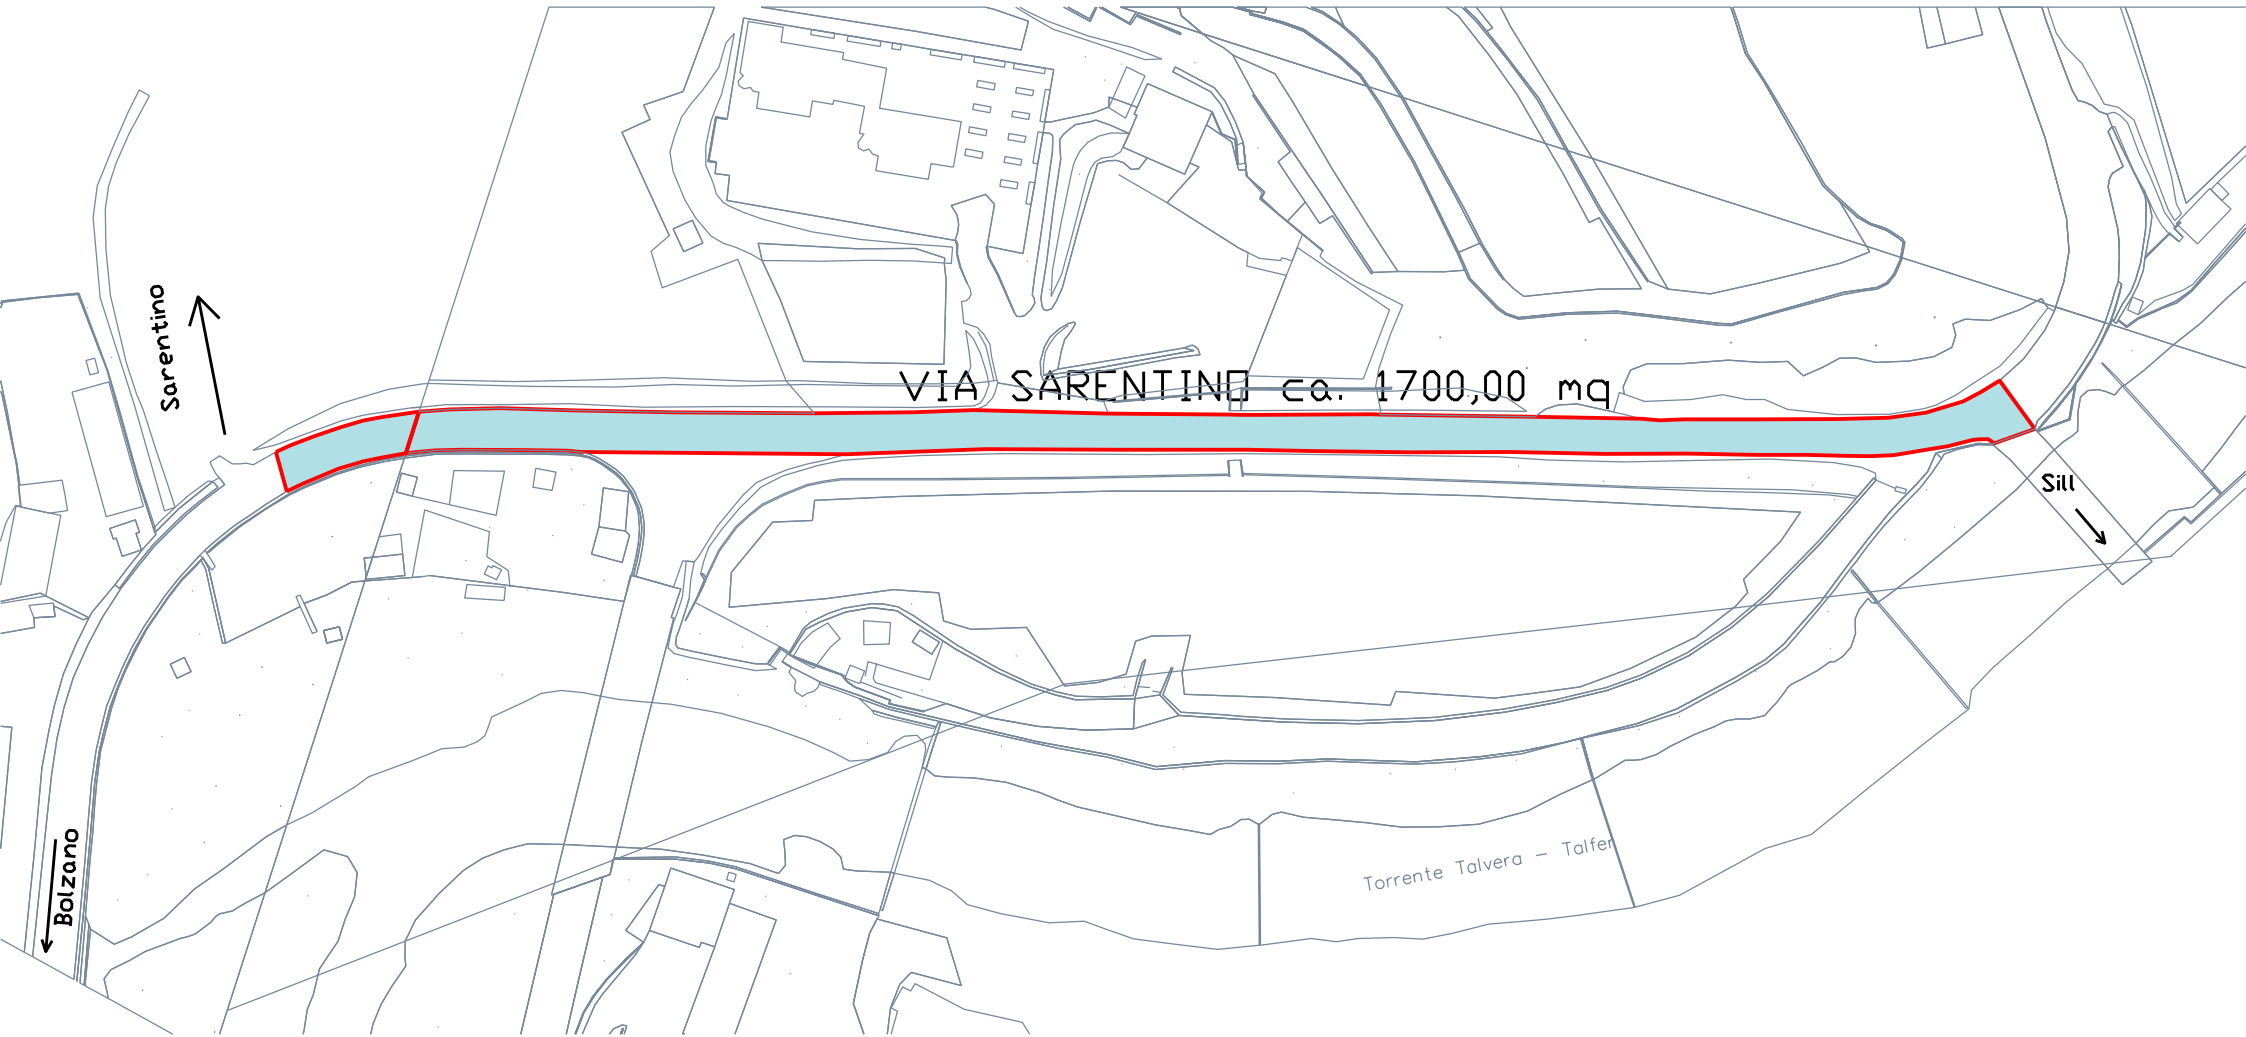 Sarentino
VIA SARENTINO ca. 1700,00 mq
Sill
Bolzano
Torrente Talvera – Talfer